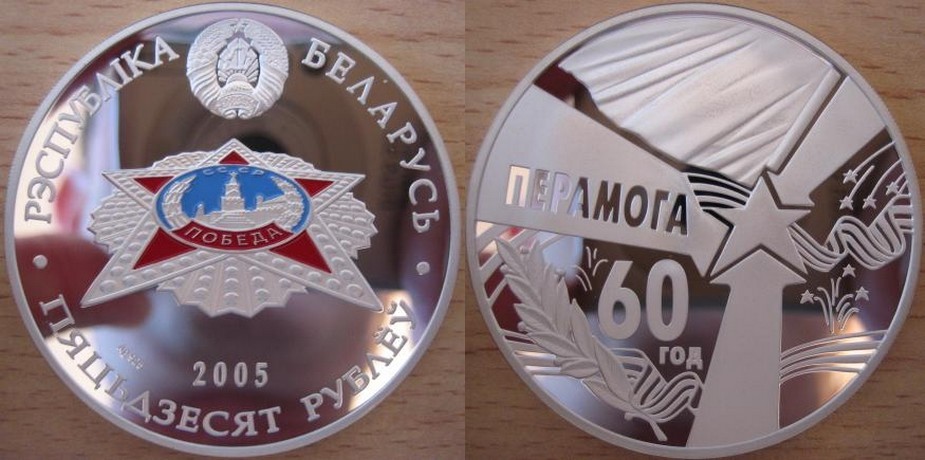 РЭСПУБЛІКА БЕЛАРУСЬ
СССР
ПОБЕДА
2005
ПЯЦЬДЗЕСЯТ РУБЛЁЎ
ПЕРАМОГА
60
ГОД